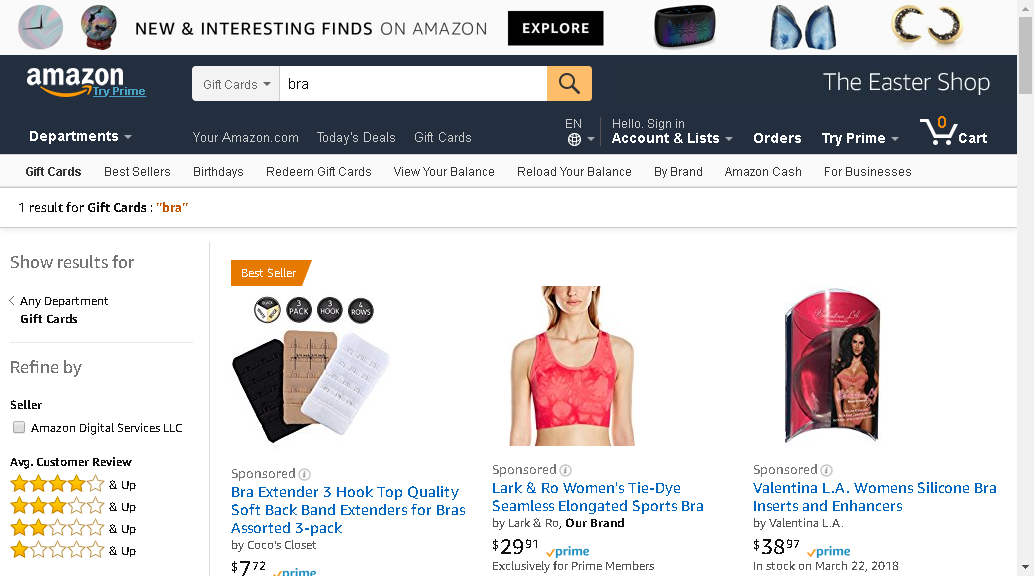 NEW & INTERESTING FINDS ON AMAZON
EXPLORE
amazon
Try Prime
Gift Cards
bra
The Easter Shop
Departments
Your Amazon.com
Today's Deals
Gift Cards
EN
Hello. Sign in
Account & Lists
Orders
Try Prime
0
Cart
Gift Cards
Best Sellers
Birthdays
Redeem Gift Cards
View Your Balance
Reload Your Balance
By Brand
Amazon Cash
For Businesses
1 result for Gift Cards : "bra"
Show results for
Any Department
Gift Cards
Refine by
Seller
Amazon Digital Services LLC
Avg. Customer Review
& Up
& Up
& Up
& Up
Best Seller
3 PACK
3 HOOK
4 ROWS
Sponsored
Bra Extender 3 Hook Top Quality
Soft Back Band Extenders for Bras
Assorted 3-pack
by Coco's Closet
$7.72 prime
Sponsored
Lark & Ro Women's Tie-Dye
Seamless Elongated Sports Bra
by Lark & Ro, Our Brand
$29 91 prime
Exclusively for Prime Members
Valentina L.A.
Sponsored
Valentina L.A. Womens Silicone Bra
Inserts and Enhancers
by Valentina L.A.
$38 97 prime
In stock on March 22, 2018